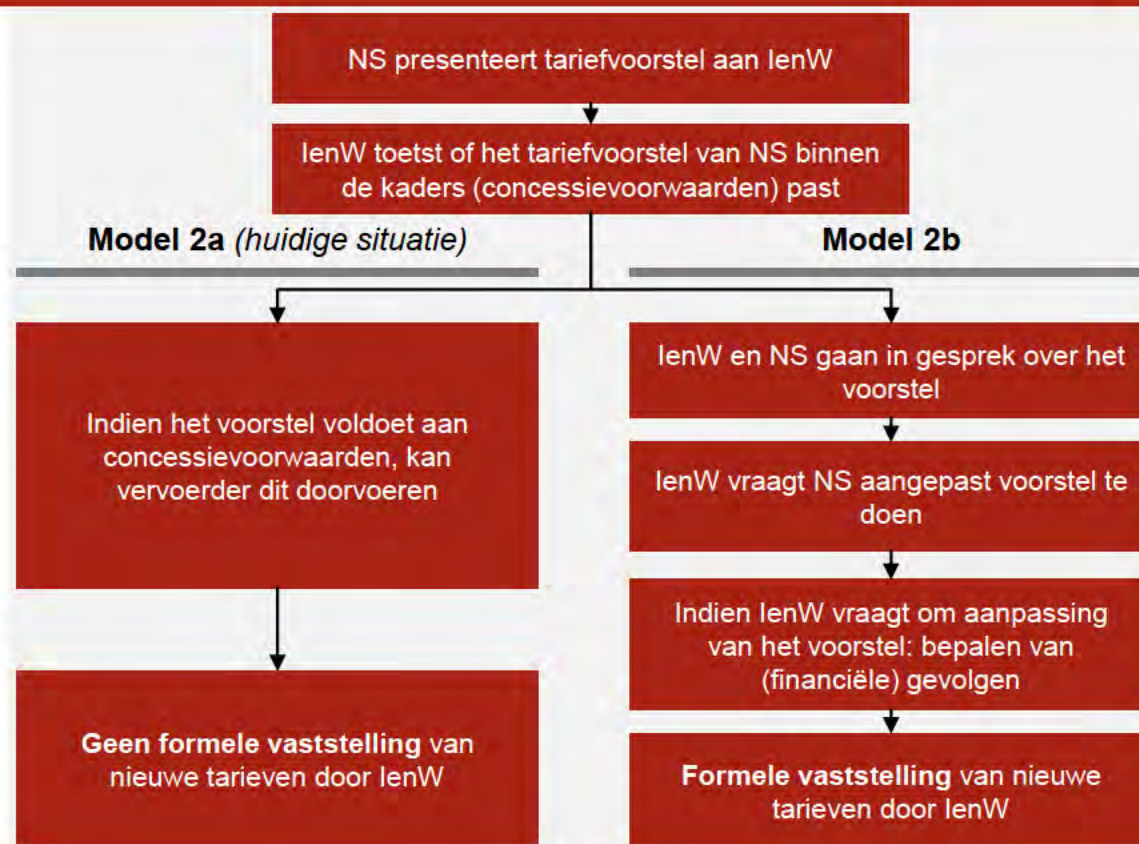 NS presenteert tariefvoorstel aan IenW
IenW toetst of het tariefvoorstel van NS binnen
de kaders (concessievoorwaarden) past
Model 2a (huidige situatie)
Indien het voorstel voldoet aan
concessievoorwaarden, kan
vervoerder dit doorvoeren
Geen formele vaststelling van
nieuwe tarieven door IenW
Model 2b
IenW en NS gaan in gesprek over het
voorstel
IenW vraagt NS aangepast voorstel te
doen
Indien IenW vraagt om aanpassing
van het voorstel: bepalen van
(financiële) gevolgen
Formele vaststelling van nieuwe
tarieven door IenW